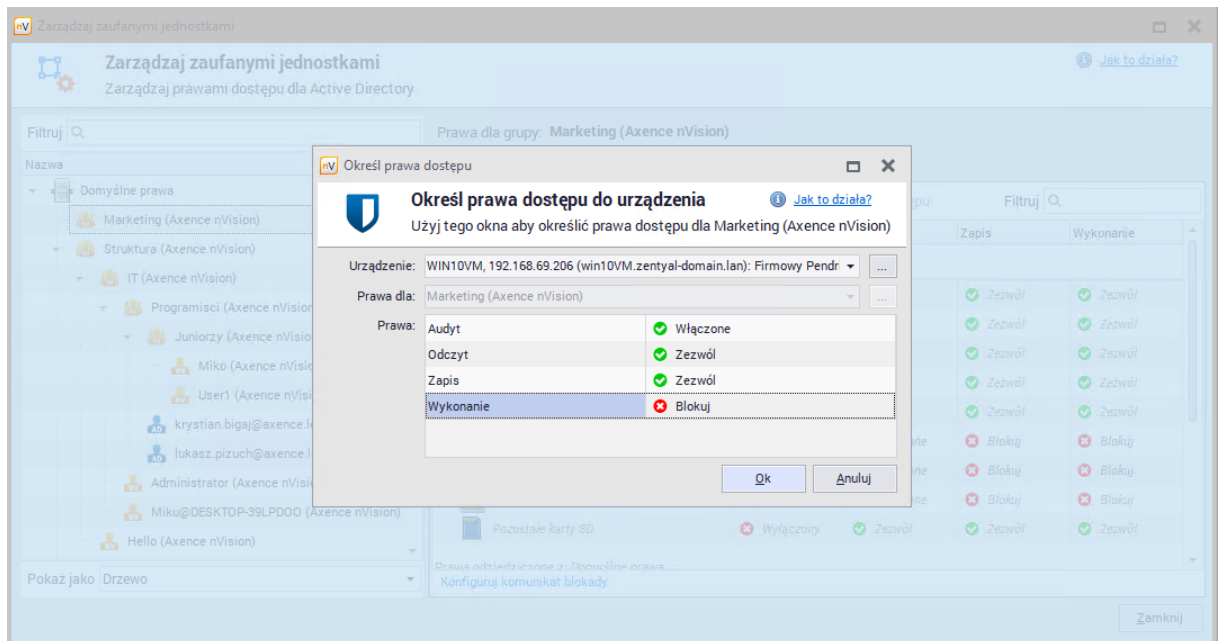 Zarządzaj zaufanymi jednostkami
Zarządzaj zaufanymi jednostkami
Zarządzaj prawami dostępu dla Active Directory
Jak to działa?
Filtruj
Prawa dla grupy: Marketing (Axence nVision)
Nazwa
Domyślne prawa
Marketing (Axence nVision)
Struktura (Axence nVision)
IT (Axence nVision)
Programisci (Axence nVision
Juniorzy (Axence nVisio
Miko (Axence nVisio
User1 (Axence nVisi
krystian.bigaj@axence.l
lukasz.pizuch@axence.l
Administrator (Axence nVisi
Miku@DESKTOP-39LPDOO (Axence nVision)
Hello (Axence nVision)
Pokaż jako Drzewo
Określ prawa dostępu
Określ prawa dostępu do urządzenia
Jak to działa?
Użyj tego okna aby określić prawa dostępu dla Marketing (Axence nVision)
Urządzenie: WIN10VM, 192.168.69.206 (win10VM.zentyal-domain.lan): Firmowy Pendr ...
Prawa dla: Marketing (Axence nVision) ...
Prawa:
Audyt Włączone
Odczyt Zezwól
Zapis Zezwól
Wykonanie Blokuj
Ok Anuluj
Filtruj
Zapis Wykonanie
Zezwól Zezwól
Zezwól Zezwól
Zezwól Zezwól
Zezwól Zezwól
Zezwól Zezwól
Blokuj Blokuj
Blokuj Blokuj
Blokuj Blokuj
Pozostałe karty SD. Wyłączony Zezwól Zezwól Zezwól
Prawa odziedziczone z: Domyślne prawa
Konfiguruj komunikat blokady
Zamknij